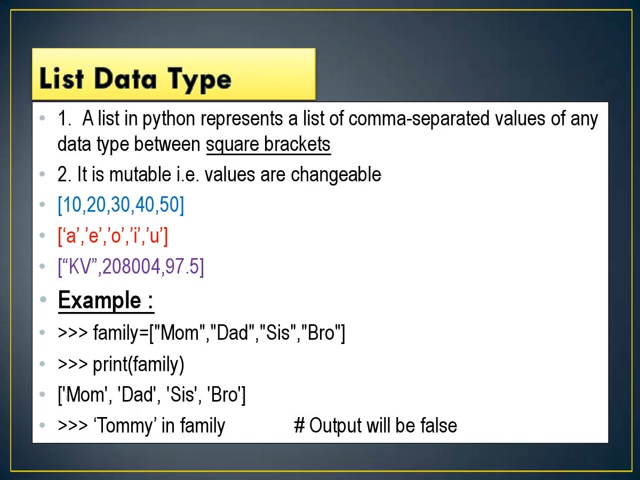 List Data Type
1. A list in python represents a list of comma-separated values of any
data type between square brackets
2. It is mutable i.e. values are changeable
[10,20,30,40,50]
[‘a’,’e’,’o’,’i’,’u’]
[“KV”,208004,97.5]
Example :
>>> family=["Mom","Dad","Sis","Bro"]
>>> print(family)
['Mom', 'Dad', 'Sis', 'Bro']
>>> ‘Tommy’ in family # Output will be false